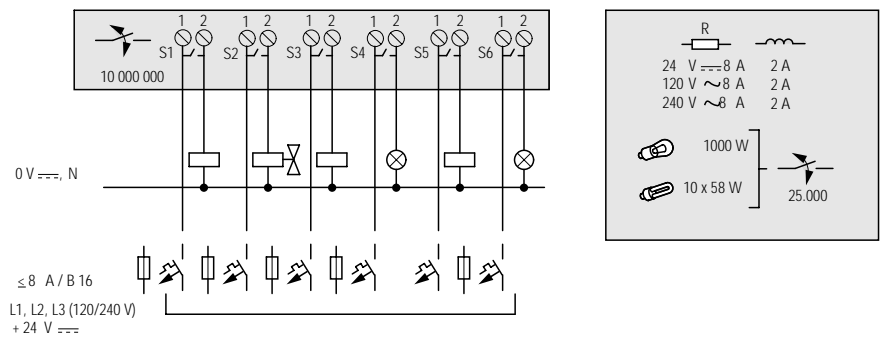 1 2 1 2 1 2 1 2 1 2 1 2
S1 S2 S3 S4 S5 S6
10 000 000
0 V, N
≤ 8 A / B 16
L1, L2, L3 (120/240 V)
+ 24 V
R
24 V 8 A 2 A
120 V ~ 8 A 2 A
240 V ~ 8 A 2 A
1000 W
10 x 58 W
25.000